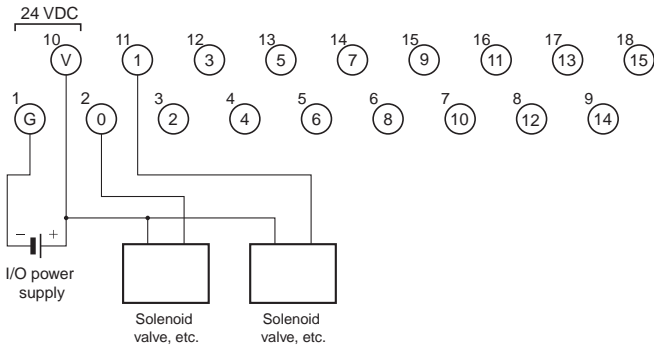 24 VDC
10 11 12 13 14 15 16 17 18
V 1 3 5 7 9 11 13 15
1 2 3 4 5 6 7 8 9
G 0 2 4 6 8 10 12 14
− +
I/O power
supply
Solenoid
valve, etc.
Solenoid
valve, etc.